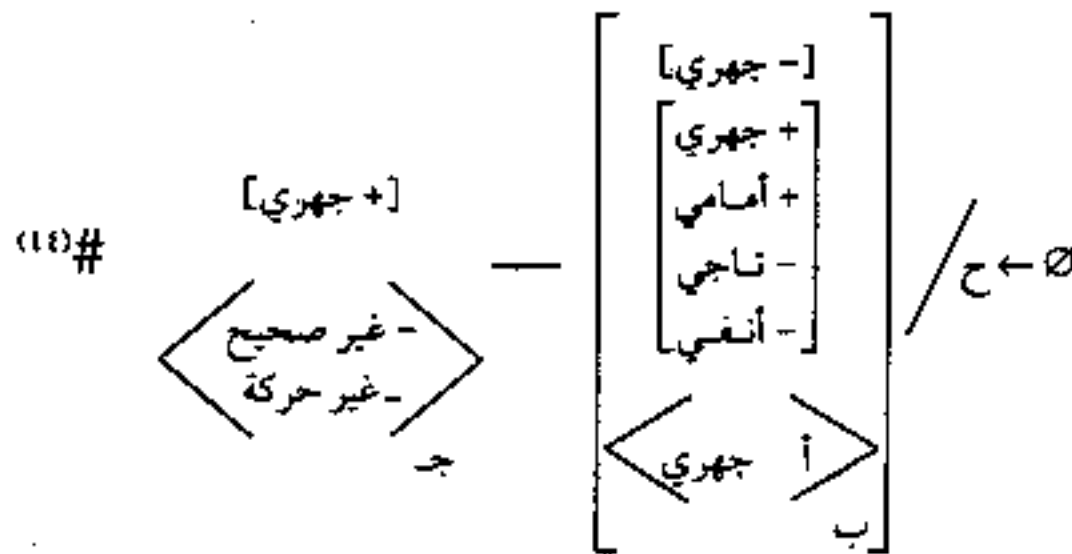 Ø → ح /
[- جهري]
+ جهري
+ أمامي
- تاجي
- أنفي
أ جهري
ب
—
[+ جهري]
- غير صحيح
- غير حركة
جـ
# (١٤)